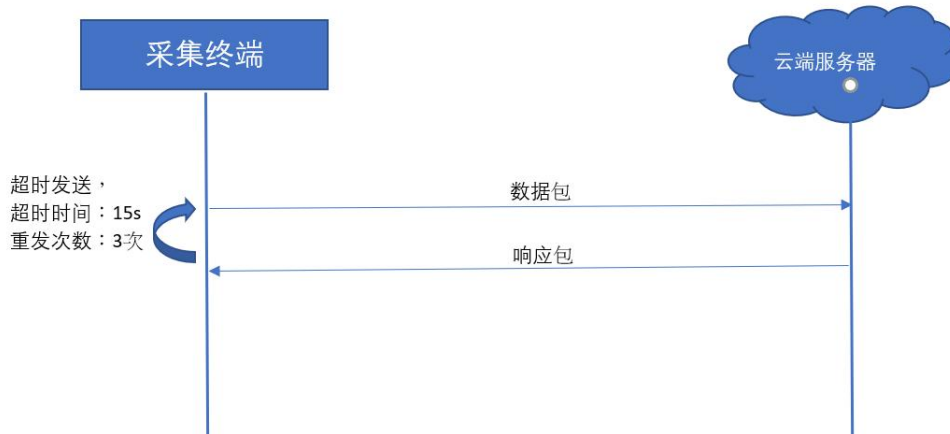 采集终端
云端服务器
超时发送，
超时时间：15s
重发次数：3次
数据包
响应包